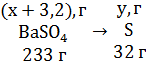 (x + 3,2), г y, г
BaSO₄ → S
233 г 32 г